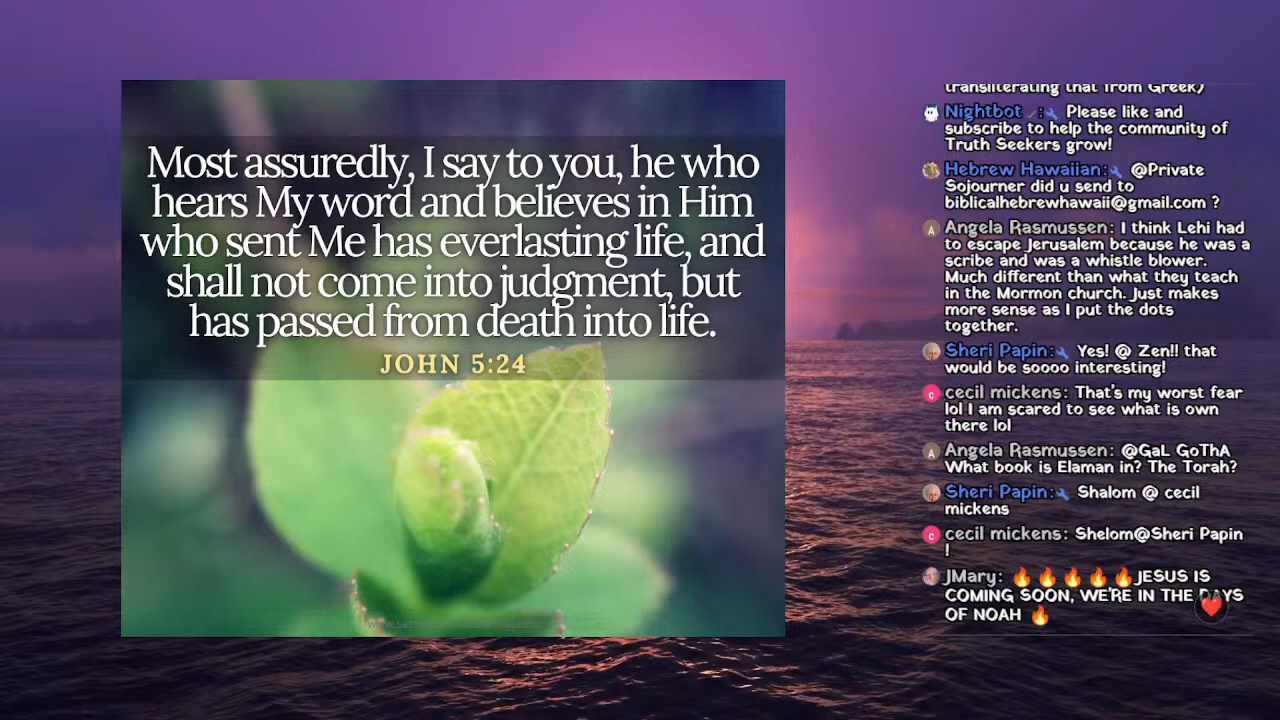 Most assuredly, I say to you, he who
hears My word and believes in Him
who sent Me has everlasting life, and
shall not come into judgment, but
has passed from death into life.
JOHN 5:24
transliterating that from Greek)
Nightbot : Please like and
subscribe to help the community of
Truth Seekers grow!
Hebrew Hawaiian: @Private
Sojourner did u send to
biblicalhebrewhawaii@gmail.com ?
A Angela Rasmussen: I think Lehi had
to escape Jerusalem because he was a
scribe and was a whistle blower.
Much different than what they teach
in the Mormon church. Just makes
more sense as I put the dots
together.
Sheri Papin: Yes! @ Zen!! that
would be soooo interesting!
c cecil mickens: That's my worst fear
lol I am scared to see what is own
there lol
A Angela Rasmussen: @GaL GoThA
What book is Elaman in? The Torah?
Sheri Papin: Shalom @ cecil
mickens
c cecil mickens: Shelom@Sheri Papin
!
JMary: 🔥🔥🔥🔥🔥JESUS IS
COMING SOON, WE'RE IN THE DAYS
OF NOAH 🔥